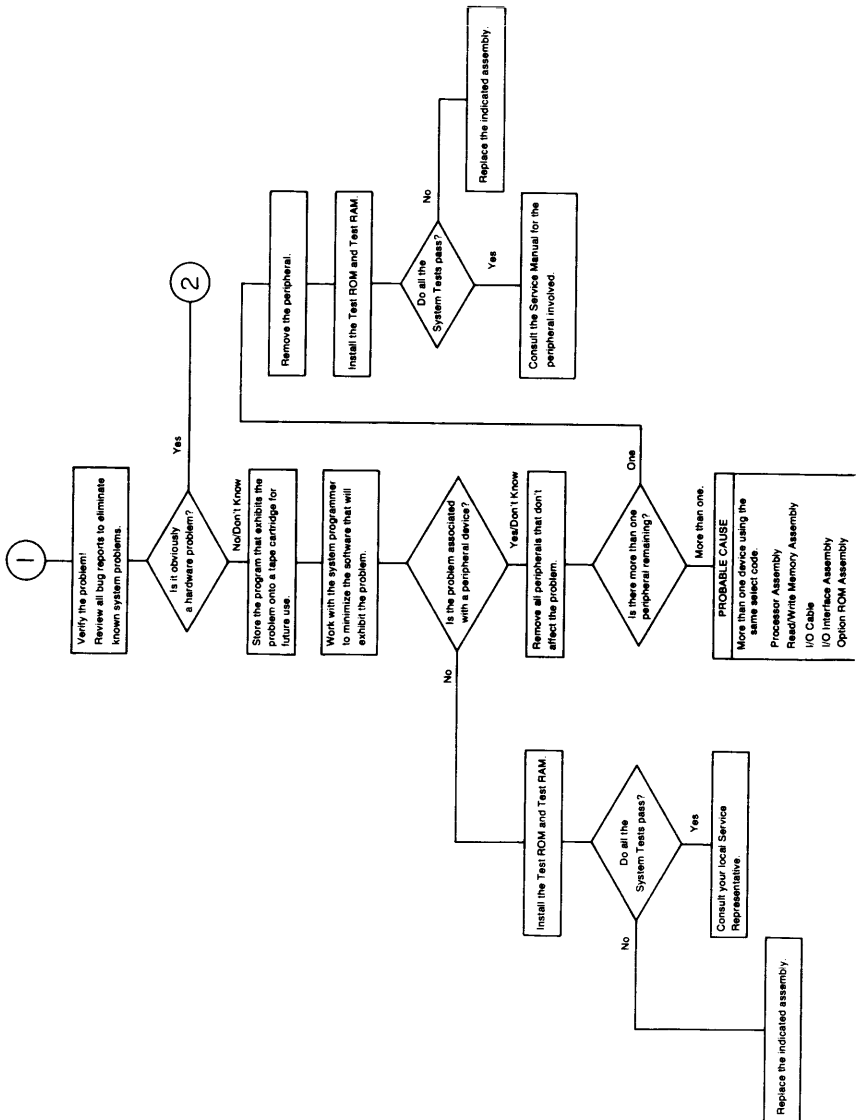 1
Verify the problem!
Review all bug reports to eliminate
known system problems.
Is it obviously
a hardware problem?
Yes
2
No/Don't Know
Store the program that exhibits the
problem onto a tape cartridge for
future use.
Work with the system programmer
to minimize the software that will
exhibit the problem.
Is the problem associated
with a peripheral device?
No
Install the Test ROM and Test RAM.
Do all the
System Tests pass?
No
Replace the indicated assembly.
Yes
Consult your local Service
Representative.
Yes/Don't Know
Remove all peripherals that don't
affect the problem.
Is there more than one
peripheral remaining?
One
Remove the peripheral.
Install the Test ROM and Test RAM.
Do all the
System Tests pass?
No
Replace the indicated assembly.
Yes
Consult the Service Manual for the
peripheral involved.
More than one.
PROBABLE CAUSE
More than one device using the
same select code.
Processor Assembly
Read/Write Memory Assembly
I/O Cable
I/O Interface Assembly
Option ROM Assembly